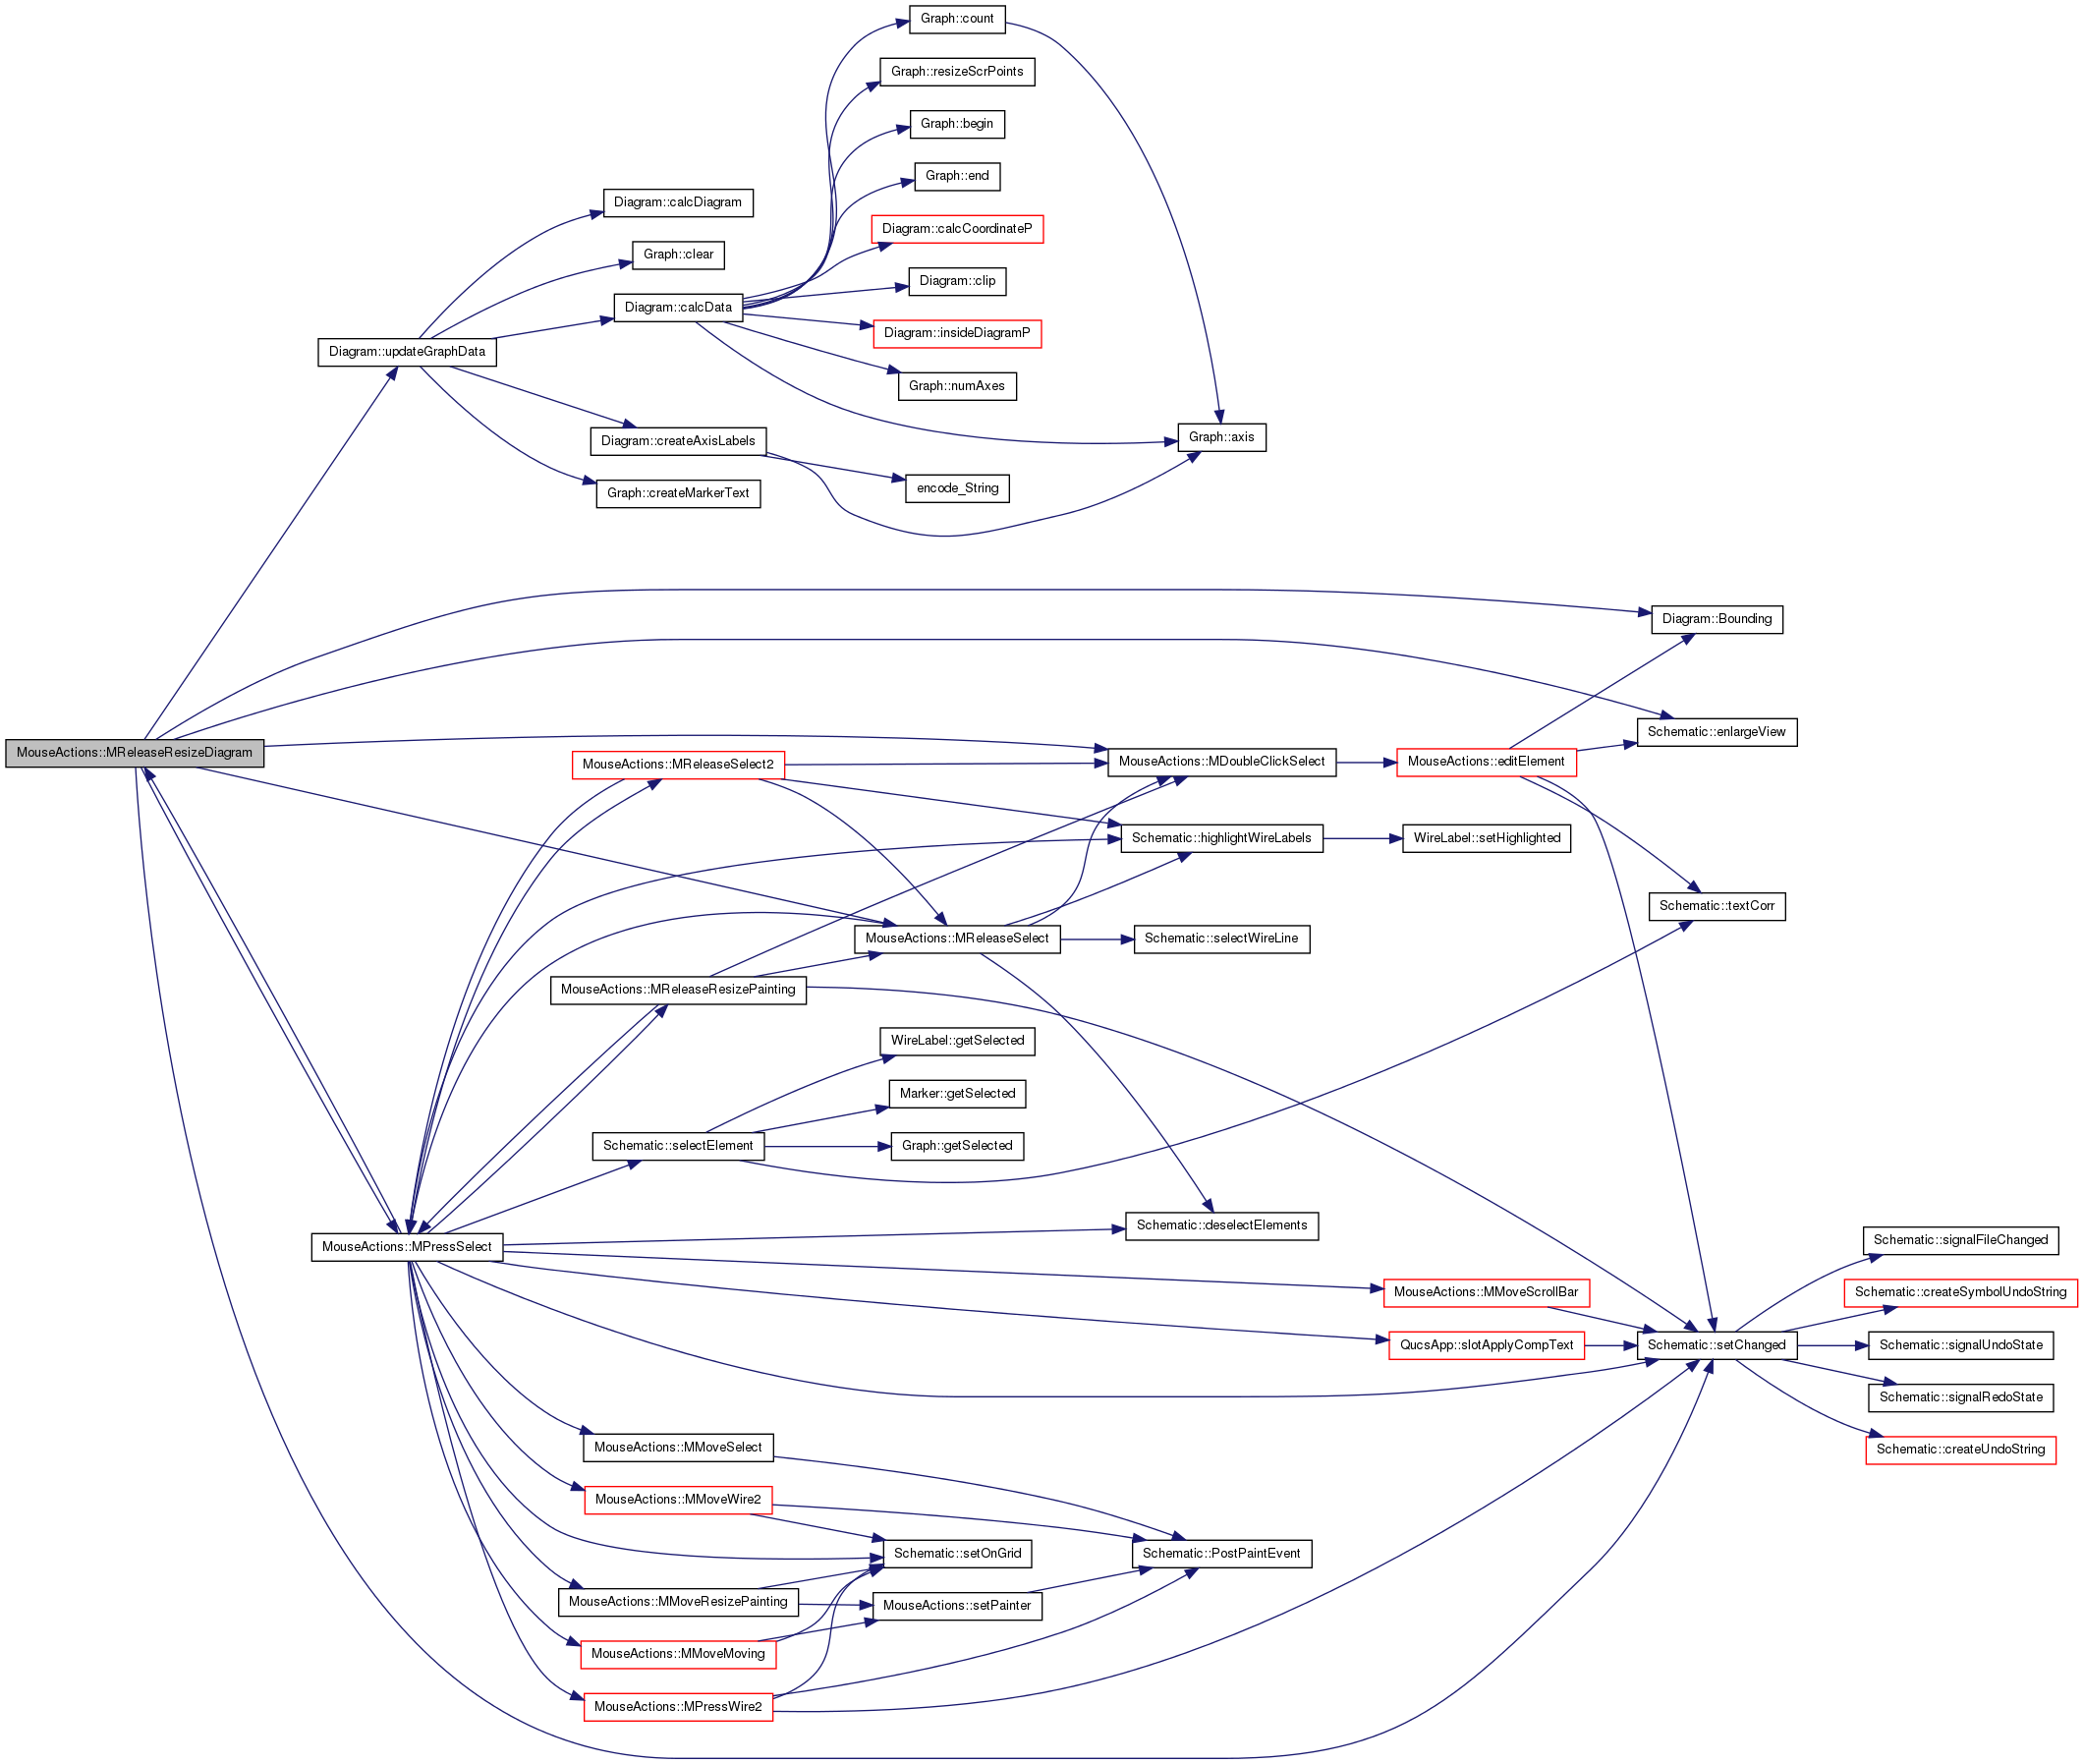 Graph::count
Graph::resizeScrPoints
Graph::begin
Graph::end
Diagram::calcDiagram
Diagram::calcCoordinateP
Graph::clear
Diagram::clip
Diagram::calcData
Diagram::insideDiagramP
Diagram::updateGraphData
Graph::numAxes
Graph::axis
Diagram::createAxisLabels
encode_String
Graph::createMarkerText
Diagram::Bounding
Schematic::enlargeView
MouseActions::MReleaseResizeDiagram
MouseActions::MReleaseSelect2
MouseActions::MDoubleClickSelect
MouseActions::editElement
Schematic::highlightWireLabels
WireLabel::setHighlighted
Schematic::textCorr
MouseActions::MReleaseSelect
Schematic::selectWireLine
MouseActions::MReleaseResizePainting
WireLabel::getSelected
Marker::getSelected
Schematic::selectElement
Graph::getSelected
Schematic::deselectElements
MouseActions::MPressSelect
Schematic::signalFileChanged
MouseActions::MMoveScrollBar
Schematic::createSymbolUndoString
QucsApp::slotApplyCompText
Schematic::setChanged
Schematic::signalUndoState
Schematic::signalRedoState
MouseActions::MMoveSelect
Schematic::createUndoString
MouseActions::MMoveWire2
Schematic::setOnGrid
Schematic::PostPaintEvent
MouseActions::MMoveResizePainting
MouseActions::setPainter
MouseActions::MMoveMoving
MouseActions::MPressWire2